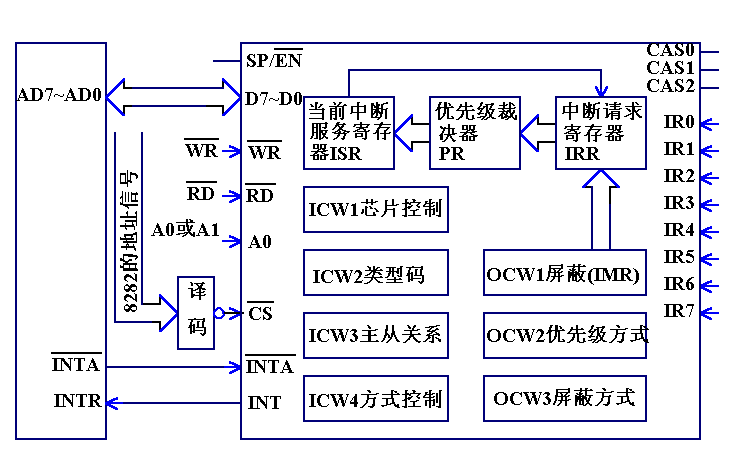 AD7~AD0
8282的地址信号
INTA
INTR
WR
RD
A0或A1
译
码
SP/EN
D7~D0
WR
RD
A0
CS
INTA
INT
当前中断
服务寄存
器ISR
优先级裁
决器
PR
中断请求
寄存器
IRR
ICW1芯片控制
ICW2类型码
ICW3主从关系
ICW4方式控制
OCW1屏蔽(IMR)
OCW2优先级方式
OCW3屏蔽方式
CAS0
CAS1
CAS2
IR0
IR1
IR2
IR3
IR4
IR5
IR6
IR7